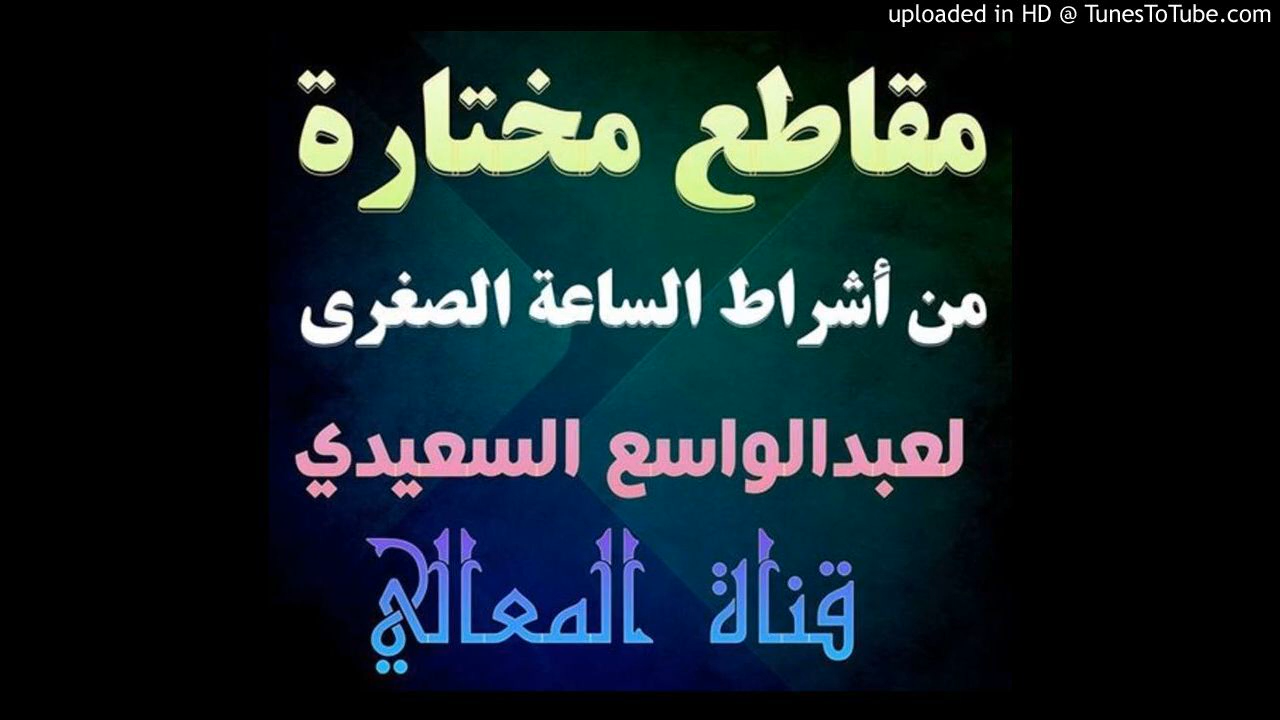 uploaded in HD @ TunesToTube.com
مقاطع مختارة
من أشراط الساعة الصغرى
لعبدالواسع السعيدي
قناة المعالي